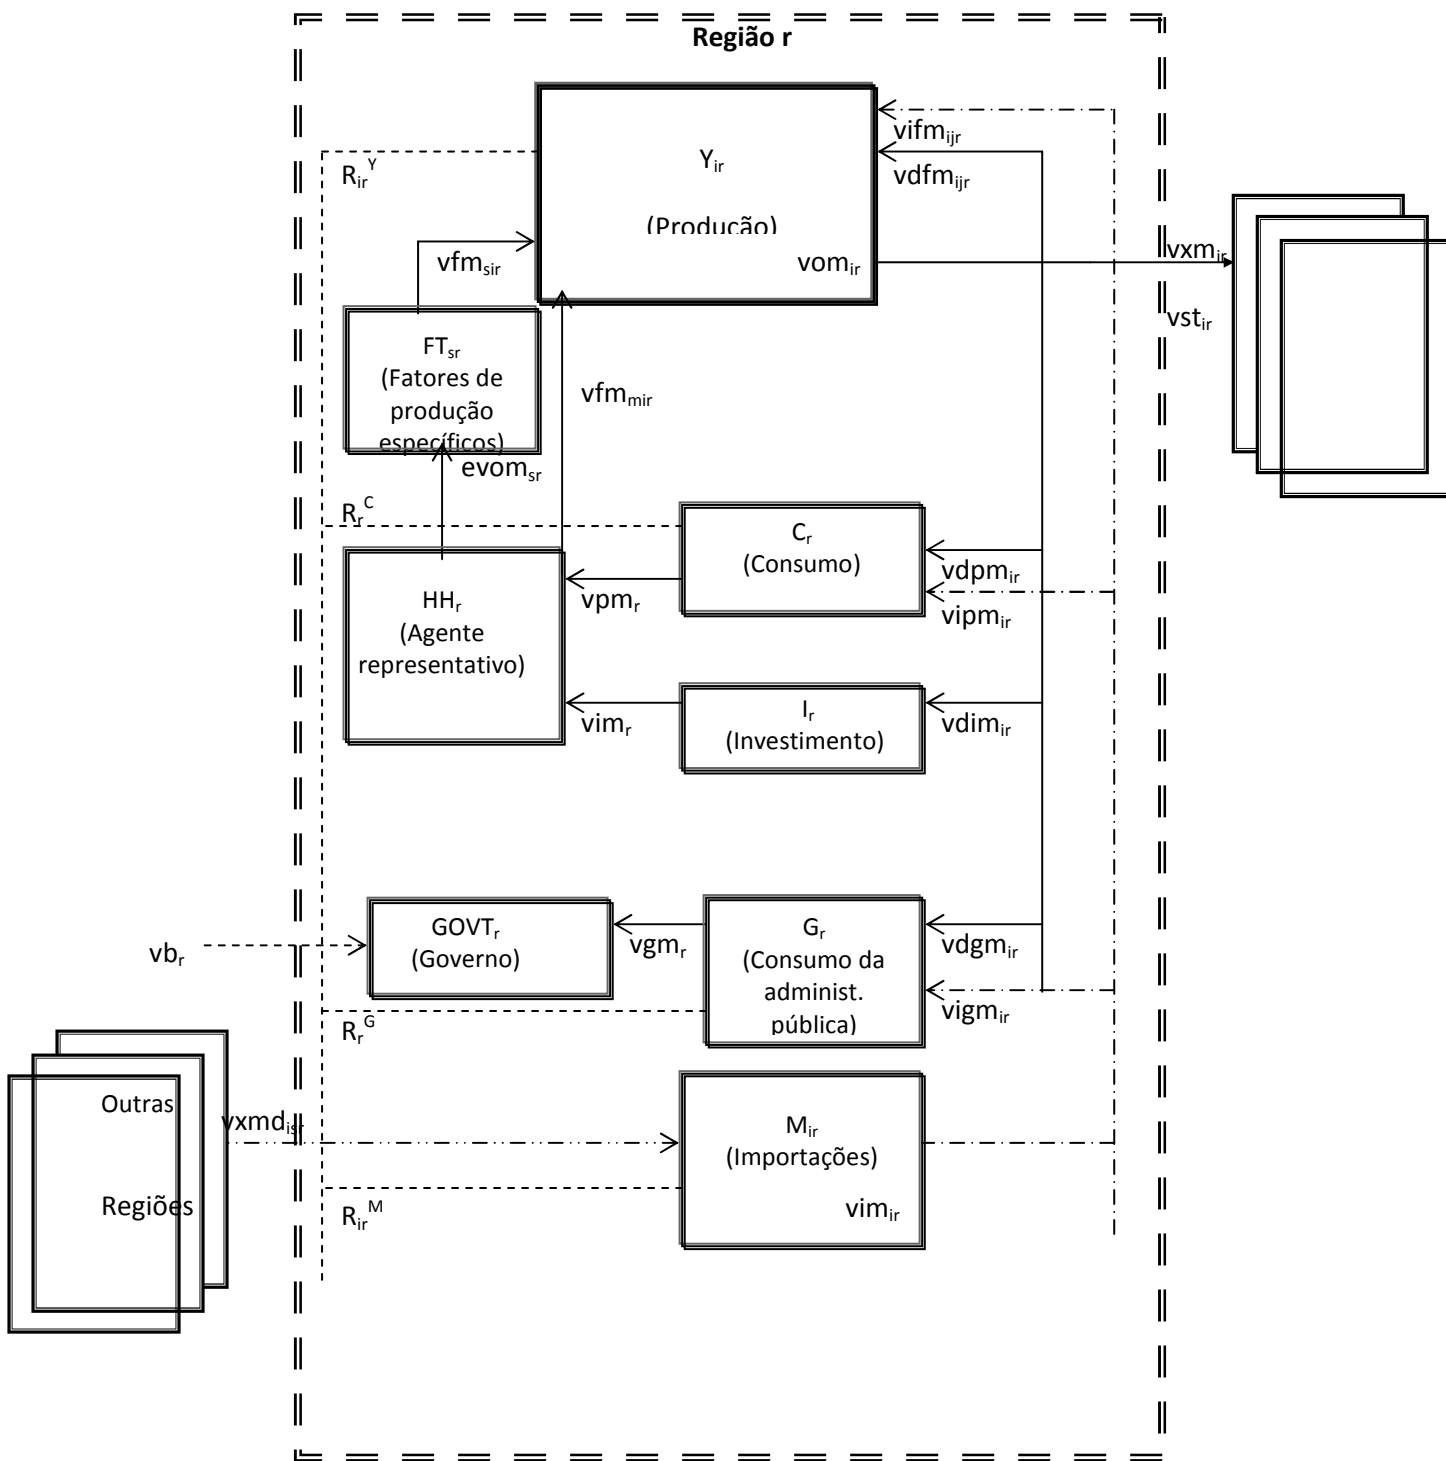 Região r
vifm_ijr
R_ir^Y
Y_ir
vdfm_ijr
(Produção)
vfm_sir
vom_ir
vxm_ir
vst_ir
FT_sr
(Fatores de
produção
específicos)
vfm_mir
evom_sr
R_r^C
C_r
(Consumo)
vdpm_ir
HH_r
(Agente
representativo)
vpm_r
vipm_ir
I_r
(Investimento)
vim_r
vdim_ir
GOVT_r
(Governo)
vb_r
vgm_r
G_r
(Consumo da
administ.
pública)
vdgm_ir
vigm_ir
R_r^G
Outras
Regiões
vxmd_isr
M_ir
(Importações)
R_ir^M
vim_ir